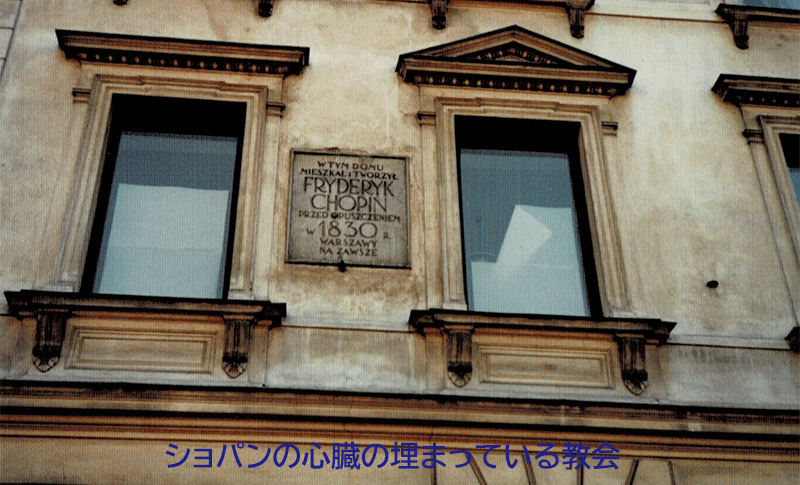 W TYM DOMU
MIESZKAŁ I TWORZYŁ
FRYDERYK
CHOPIN
PRZED OPUSZCZENIEM
W 1830 R.
WARSZAWY
NA ZAWSZE
ショパンの心臓の埋まっている教会